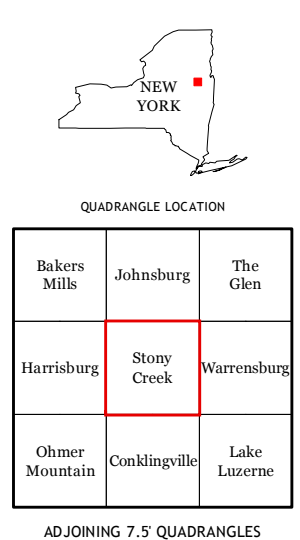 NEW
YORK
QUADRANGLE LOCATION
Bakers
Mills
Johnsburg
The
Glen
Harrisburg
Stony
Creek
Warrensburg
Ohmer
Mountain
Conklingville
Lake
Luzerne
ADJOINING 7.5' QUADRANGLES